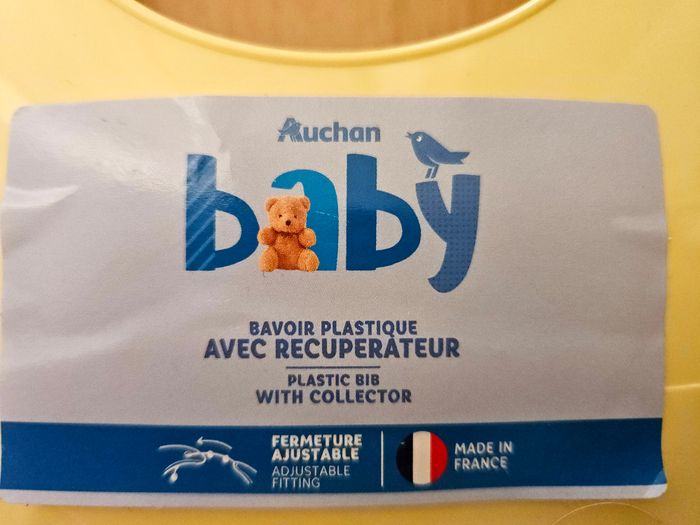 Auchan
baby
BAVOIR PLASTIQUE
AVEC RECUPERATEUR
PLASTIC BIB
WITH COLLECTOR
FERMETURE
AJUSTABLE
ADJUSTABLE
FITTING
MADE IN
FRANCE